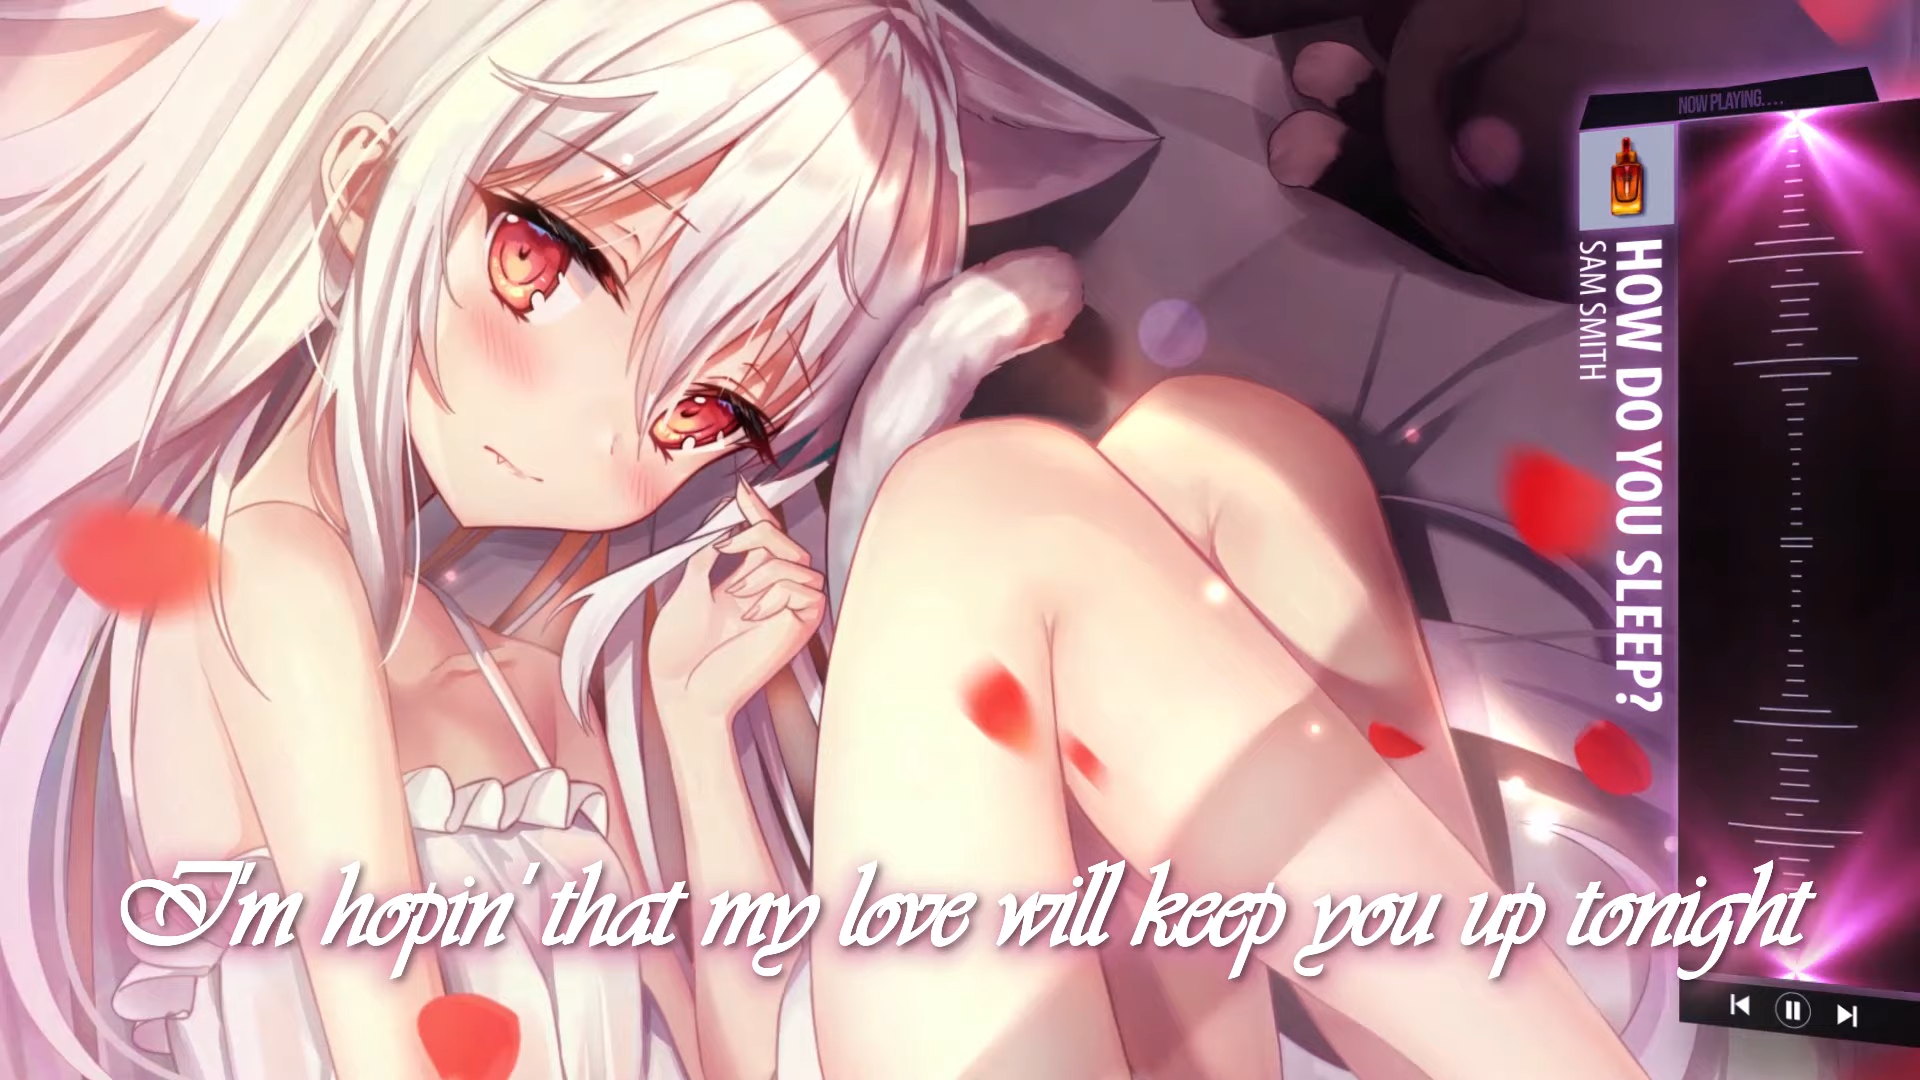 NOW PLAYING....
HOW DO YOU SLEEP?
SAM SMITH
I'm hopin' that my love will keep you up tonight